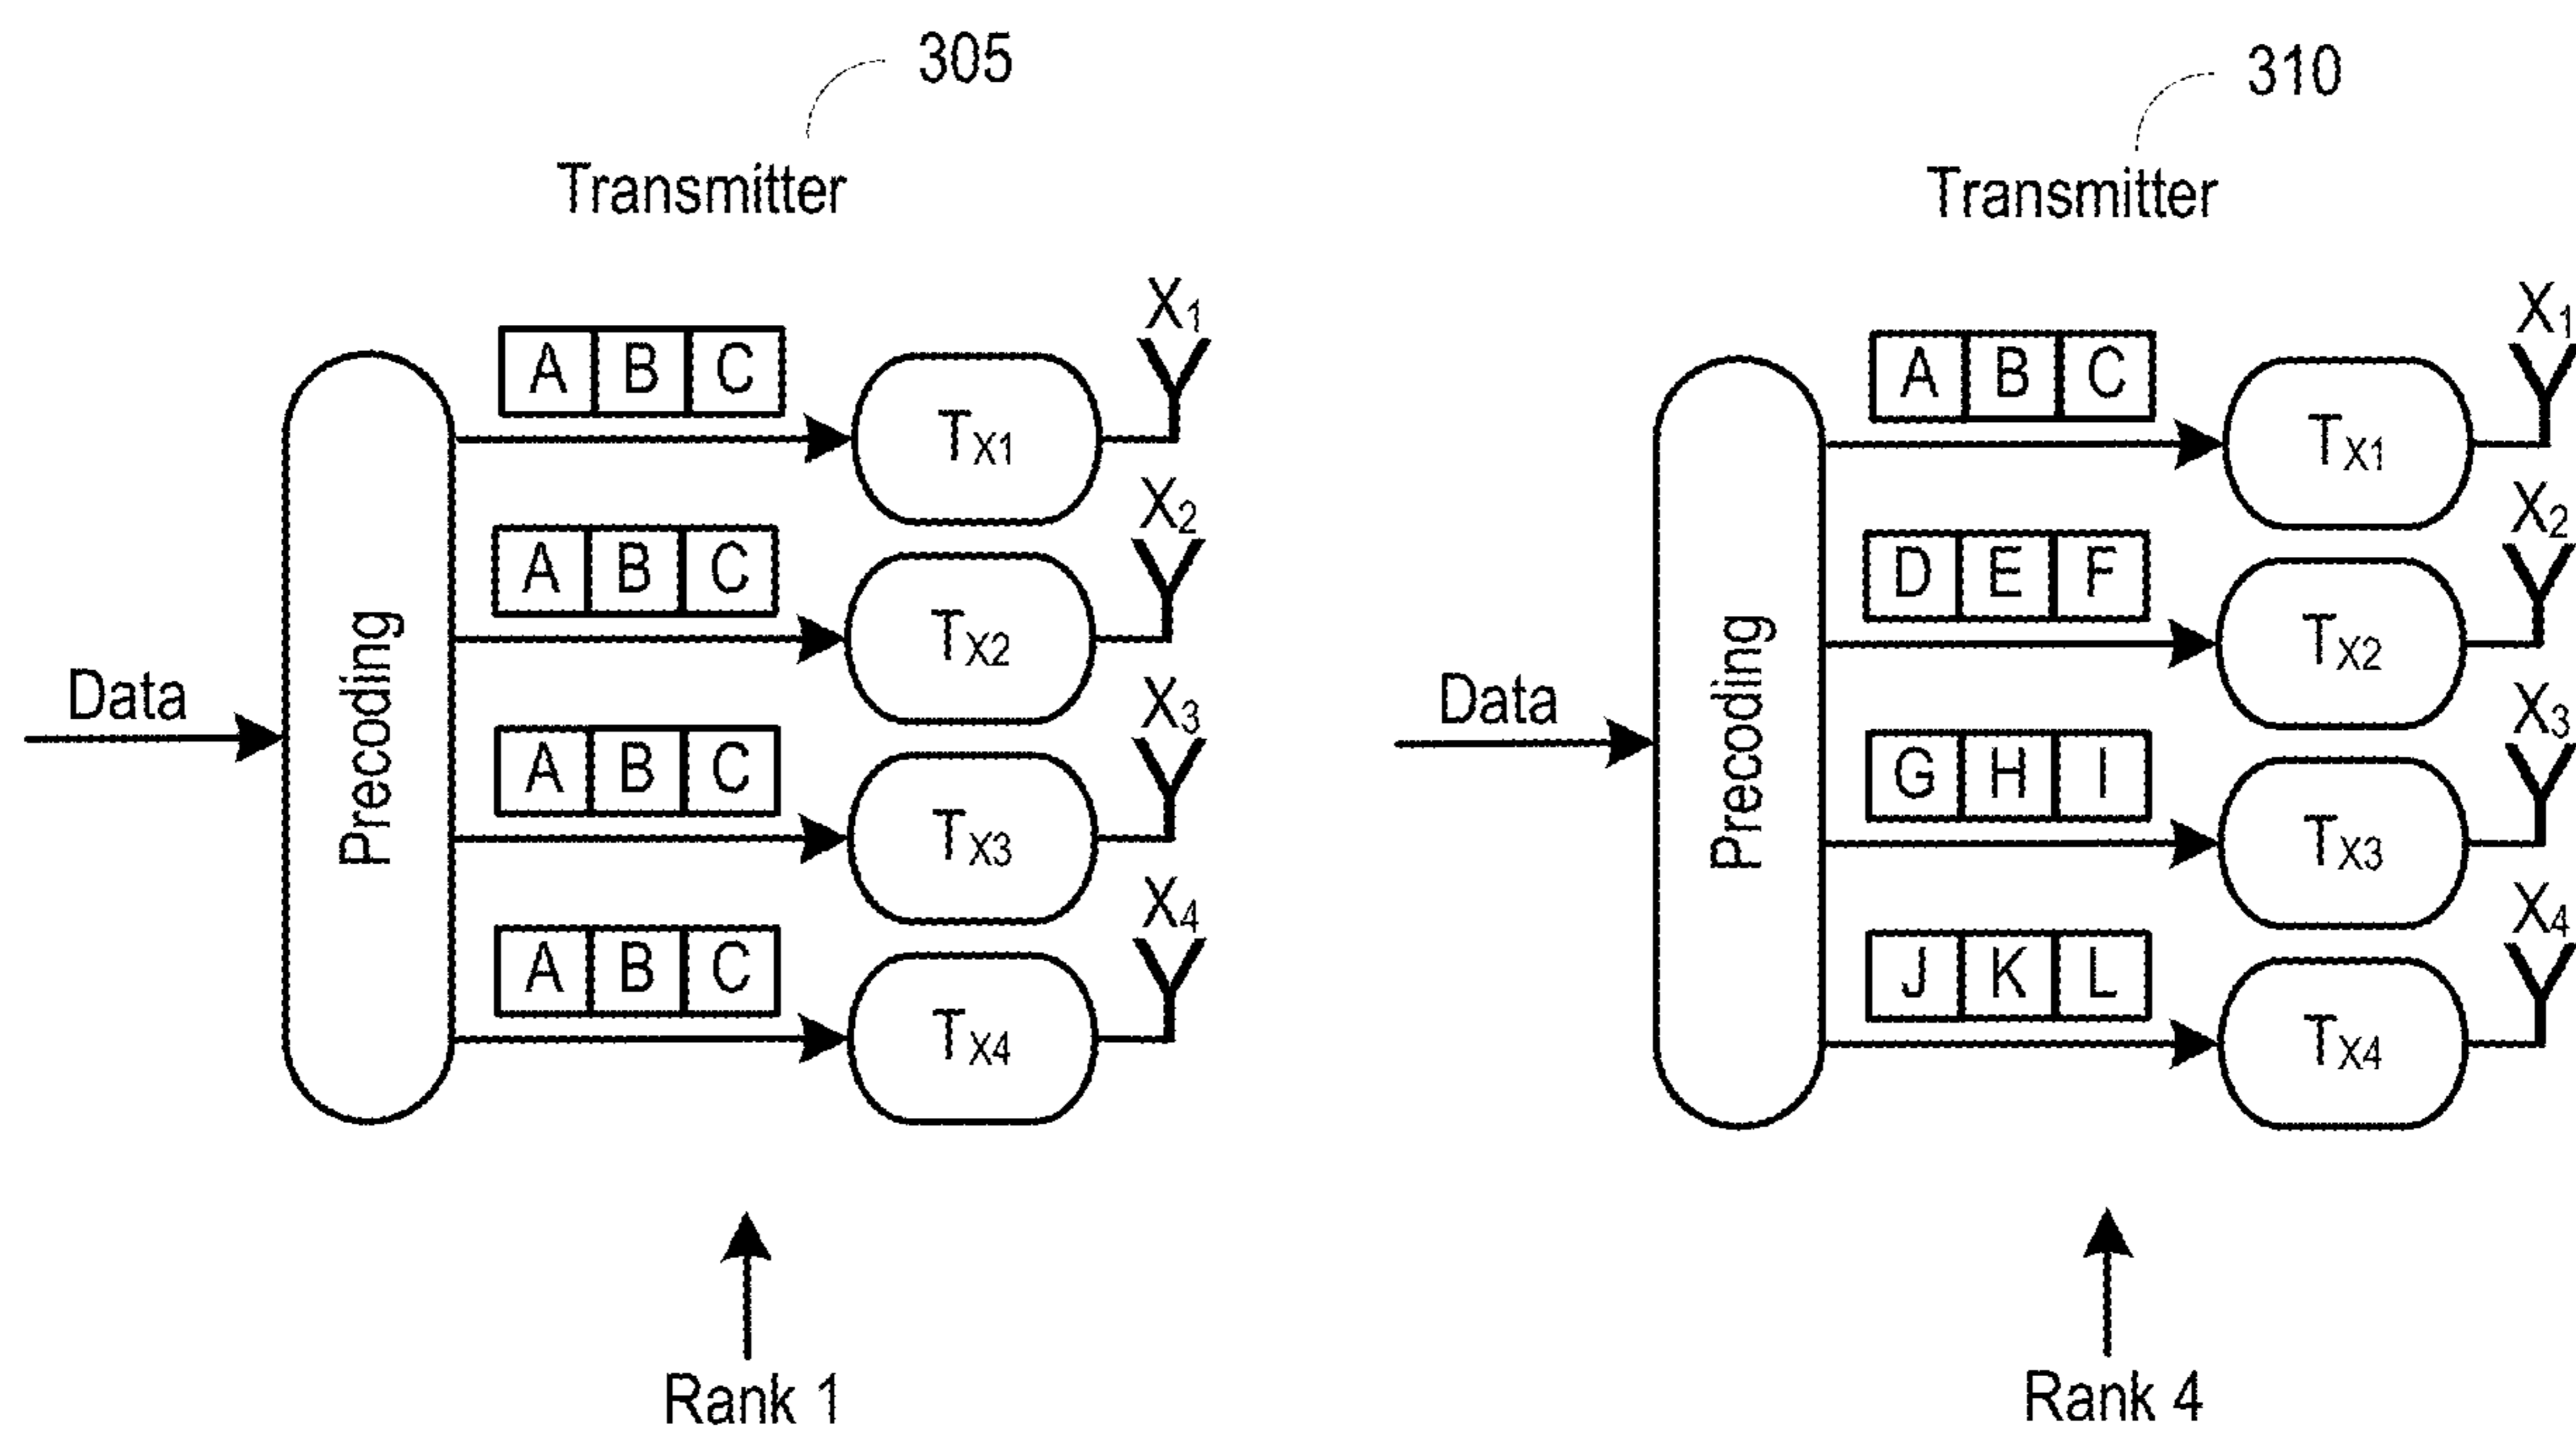 305
Transmitter
X1
A B C
TX1
X2
A B C
TX2
Data
Precoding
X3
A B C
TX3
X4
A B C
TX4
Rank 1
310
Transmitter
X1
A B C
TX1
X2
D E F
TX2
Data
Precoding
X3
G H I
TX3
X4
J K L
TX4
Rank 4